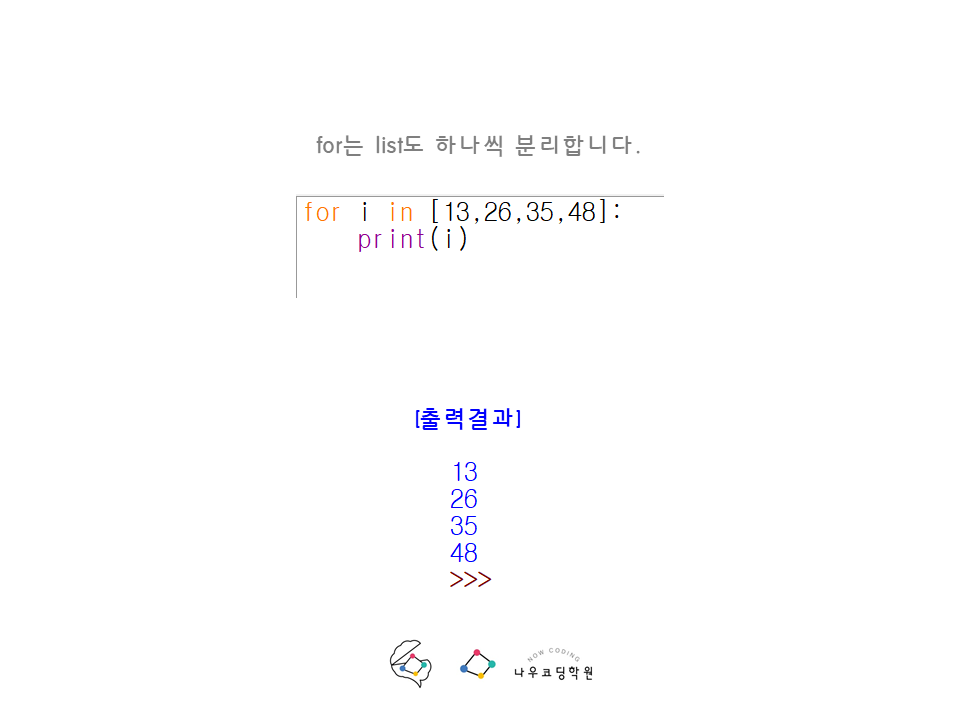 for는 list도 하나씩 분리합니다.
for i in [13,26,35,48]:
    print(i)
[출력결과]
13
26
35
48
>>>
NOW CODING
나우코딩학원